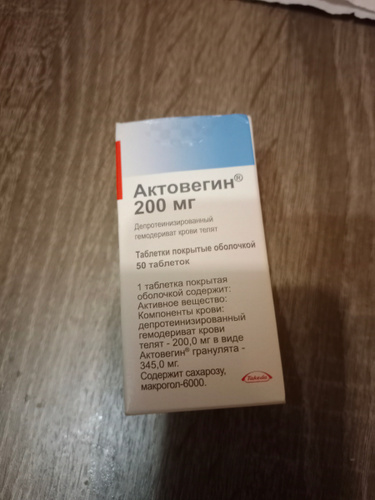 Актовегин®
200 мг
Депротеинизированный
гемодериват крови телят
Таблетки покрытые оболочкой
50 таблеток
1 таблетка покрытая
оболочкой содержит:
Активное вещество:
Компоненты крови:
депротеинизированный
гемодериват крови
телят - 200,0 мг в виде
Актовегин® гранулята -
345,0 мг.
Содержит сахарозу,
макрогол-6000.
Takeda